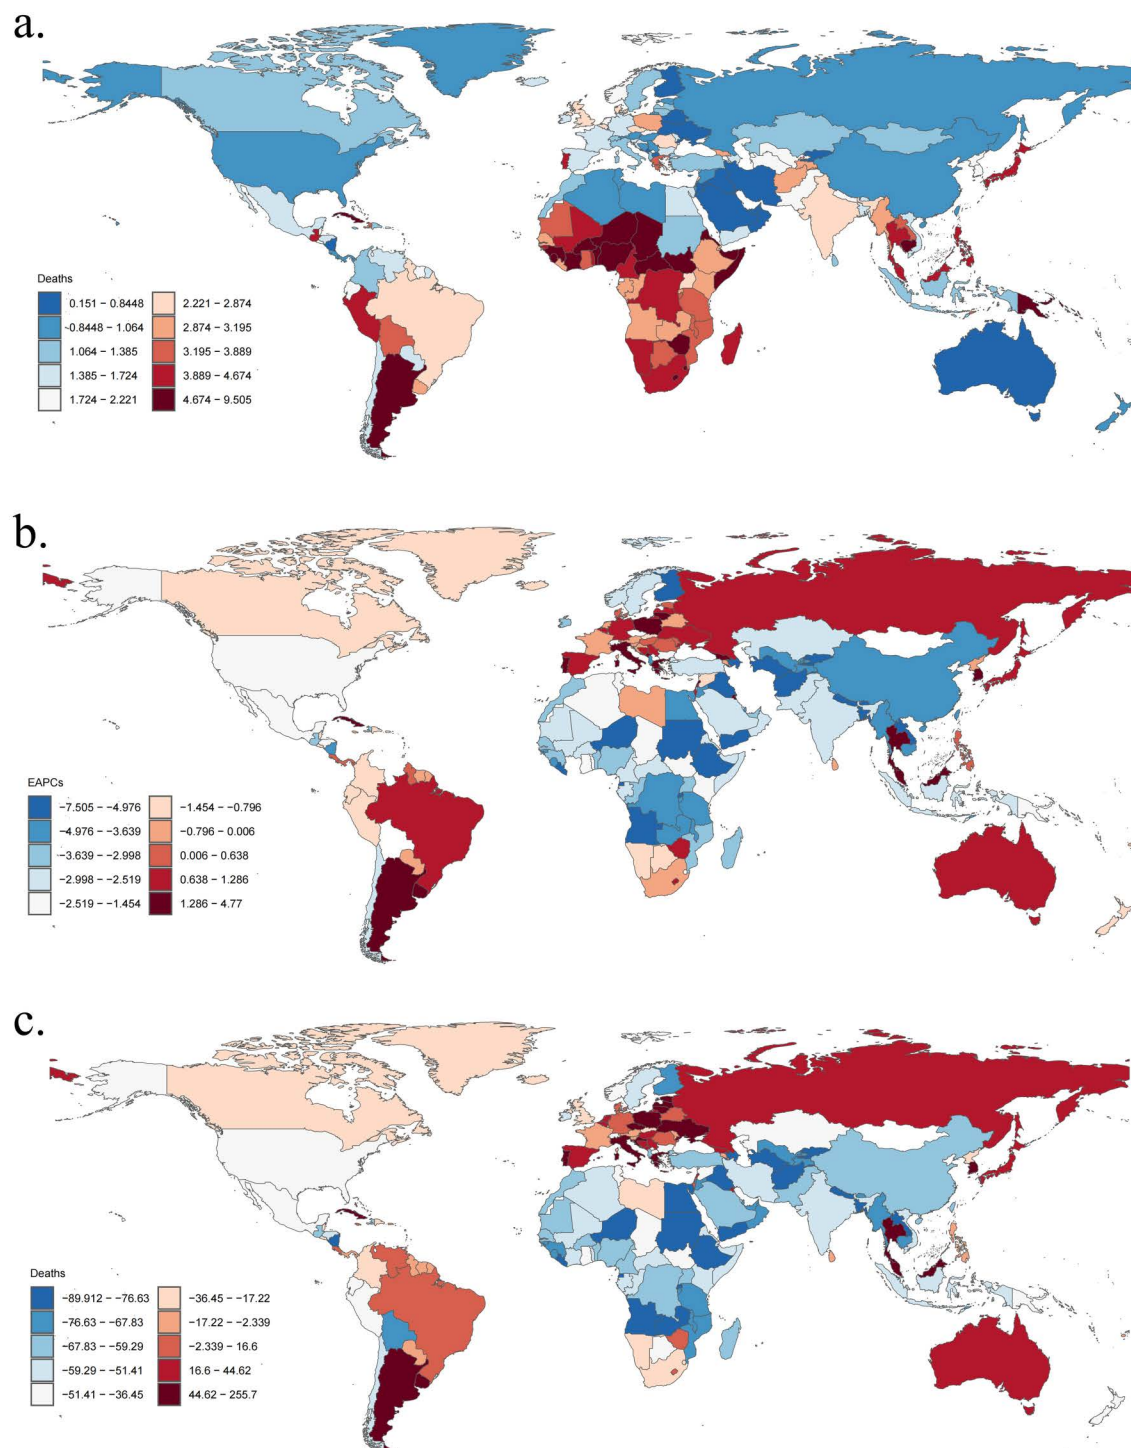 a.
Deaths
0.151 − 0.8448 2.221 − 2.874
0.8448 − 1.064 2.874 − 3.195
1.064 − 1.385 3.195 − 3.889
1.385 − 1.724 3.889 − 4.674
1.724 − 2.221 4.674 − 9.505
b.
EAPCs
−7.505 − −4.976 −1.454 − −0.796
−4.976 − −3.639 −0.796 − 0.006
−3.639 − −2.998 0.006 − 0.638
−2.998 − −2.519 0.638 − 1.286
−2.519 − −1.454 1.286 − 4.77
c.
Deaths
−89.912 − −76.63 −36.45 − −17.22
−76.63 − −67.83 −17.22 − −2.339
−67.83 − −59.29 −2.339 − 16.6
−59.29 − −51.41 16.6 − 44.62
−51.41 − −36.45 44.62 − 255.7